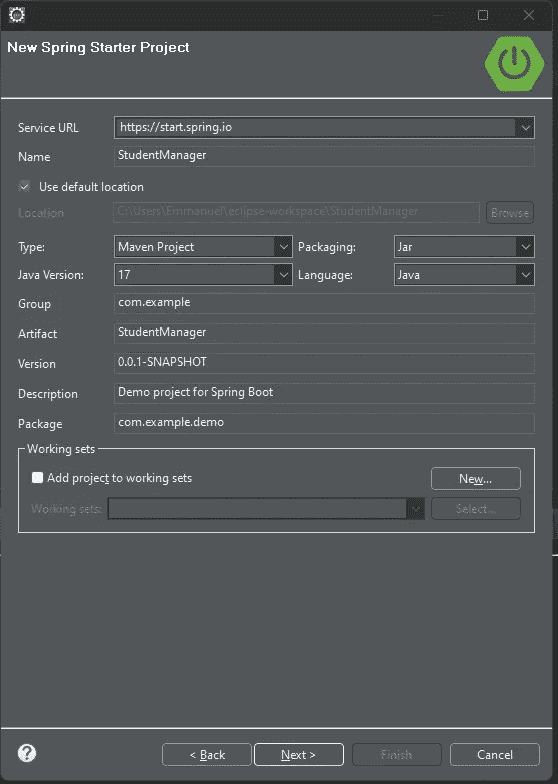 New Spring Starter Project
Service URL https://start.spring.io
Name StudentManager
Use default location
Location C:\Users\Emmanuel\eclipse-workspace\StudentManager Browse
Type: Maven Project Packaging: Jar
Java Version: 17 Language: Java
Group com.example
Artifact StudentManager
Version 0.0.1-SNAPSHOT
Description Demo project for Spring Boot
Package com.example.demo
Working sets
Add project to working sets New...
Working sets: Select...
? < Back Next > Finish Cancel